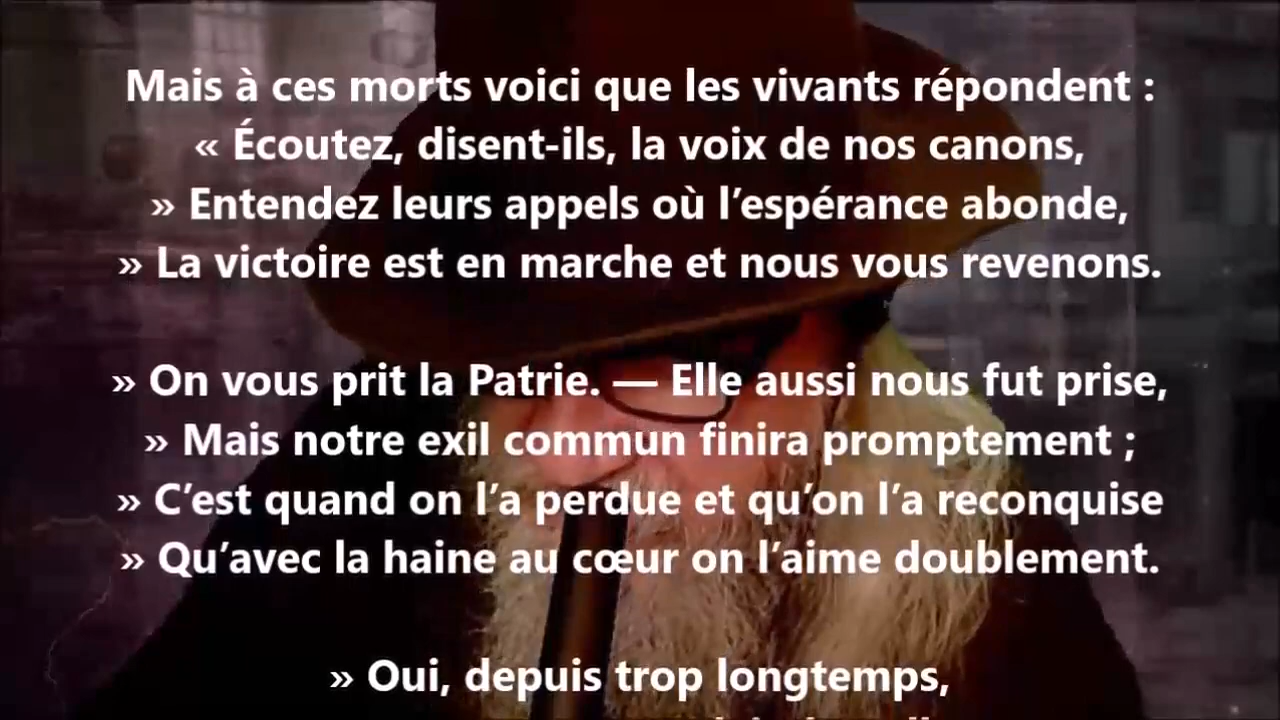 Mais à ces morts voici que les vivants répondent :
« Écoutez, disent-ils, la voix de nos canons,
» Entendez leurs appels où l’espérance abonde,
» La victoire est en marche et nous vous revenons.
» On vous prit la Patrie. — Elle aussi nous fut prise,
» Mais notre exil commun finira promptement ;
» C’est quand on l’a perdue et qu’on l’a reconquise
» Qu’avec la haine au cœur on l’aime doublement.
» Oui, depuis trop longtemps,